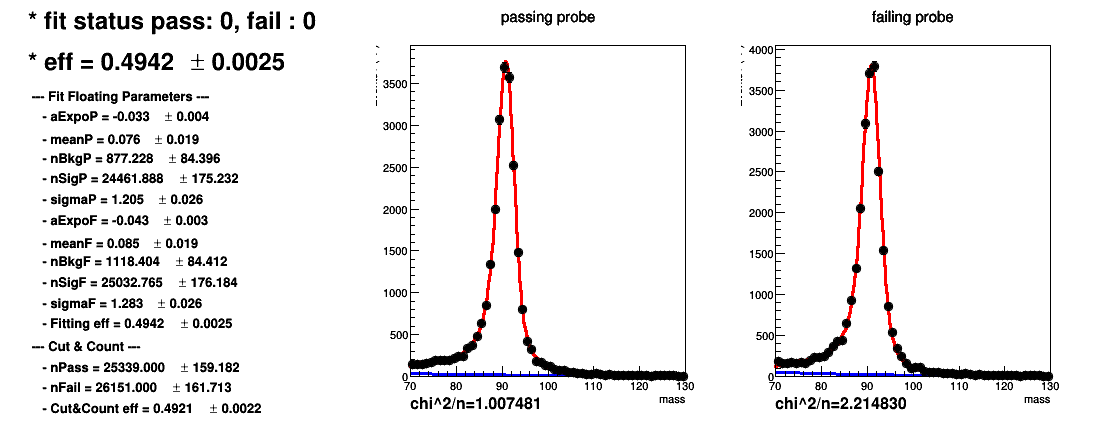 * fit status pass: 0, fail : 0
* eff = 0.4942 ± 0.0025
--- Fit Floating Parameters ---
- aExpoP = -0.033 ± 0.004
- meanP = 0.076 ± 0.019
- nBkgP = 877.228 ± 84.396
- nSigP = 24461.888 ± 175.232
- sigmaP = 1.205 ± 0.026
- aExpoF = -0.043 ± 0.003
- meanF = 0.085 ± 0.019
- nBkgF = 1118.404 ± 84.412
- nSigF = 25032.765 ± 176.184
- sigmaF = 1.283 ± 0.026
- Fitting eff = 0.4942 ± 0.0025
--- Cut & Count ---
- nPass = 25339.000 ± 159.182
- nFail = 26151.000 ± 161.713
- Cut&Count eff = 0.4921 ± 0.0022
passing probe
3500
3000
2500
2000
1500
1000
500
0
70 80 90 100 110 120 130
mass
chi^2/n=1.007481
failing probe
4000
3500
3000
2500
2000
1500
1000
500
0
70 80 90 100 110 120 130
mass
chi^2/n=2.214830